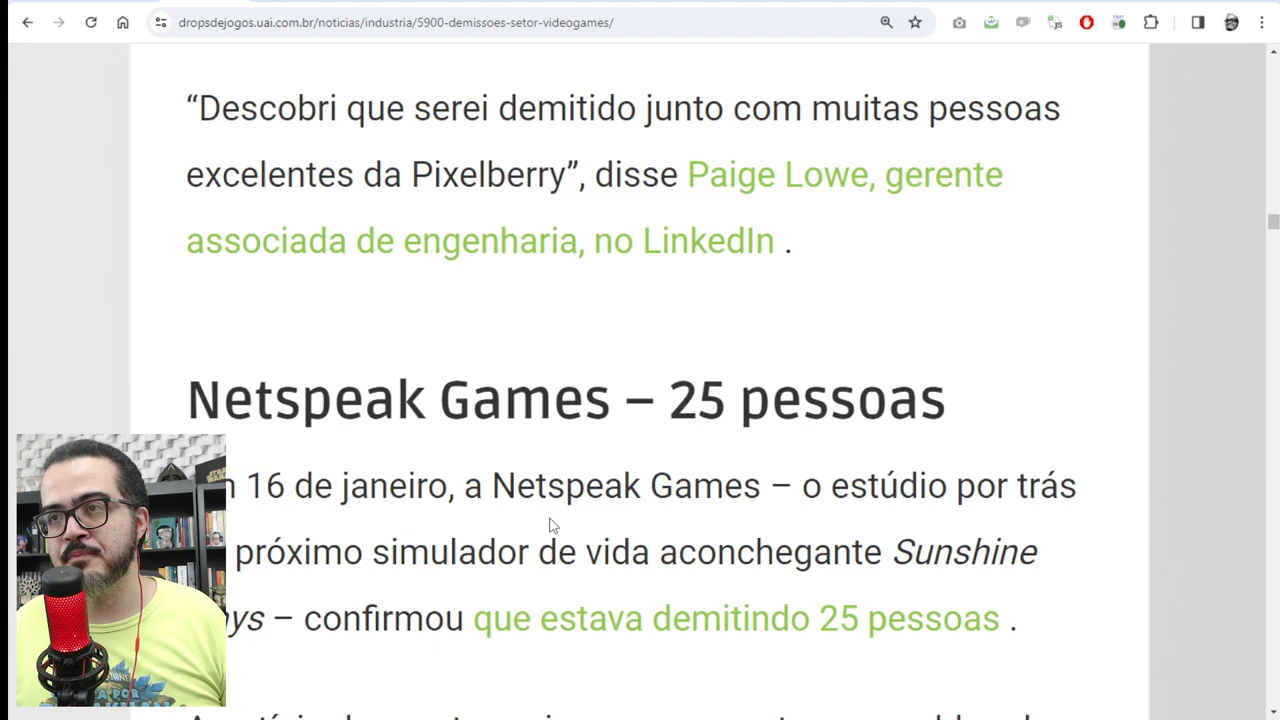 dropsdejogos.uai.com.br/noticias/industria/5900-demissoes-setor-videogames/
“Descobri que serei demitido junto com muitas pessoas
excelentes da Pixelberry”, disse Paige Lowe, gerente
associada de engenharia, no LinkedIn .
Netspeak Games – 25 pessoas
16 de janeiro, a Netspeak Games – o estúdio por trás
próximo simulador de vida aconchegante Sunshine
ys – confirmou que estava demitindo 25 pessoas .